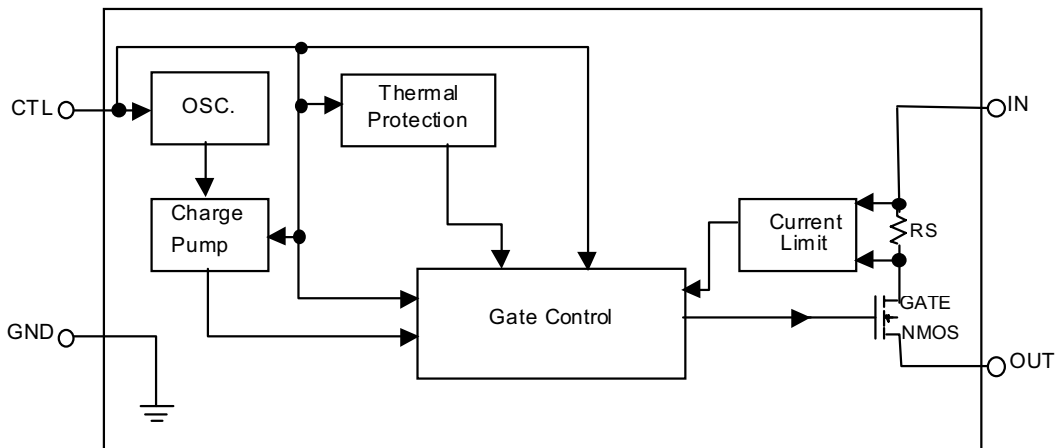 CTL
OSC.
Thermal
Protection
IN
Charge
Pump
Current
Limit
RS
GND
Gate Control
GATE
NMOS
OUT